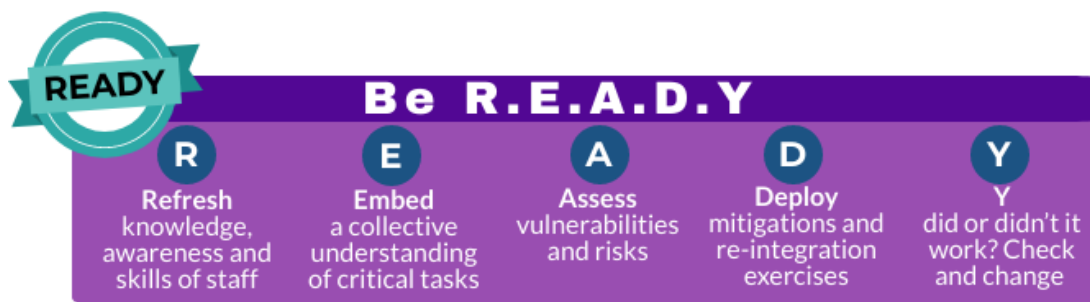 READY
Be R.E.A.D.Y
R
Refresh
knowledge,
awareness and
skills of staff
E
Embed
a collective
understanding
of critical tasks
A
Assess
vulnerabilities
and risks
D
Deploy
mitigations and
re-integration
exercises
Y
Y
did or didn't it
work? Check
and change